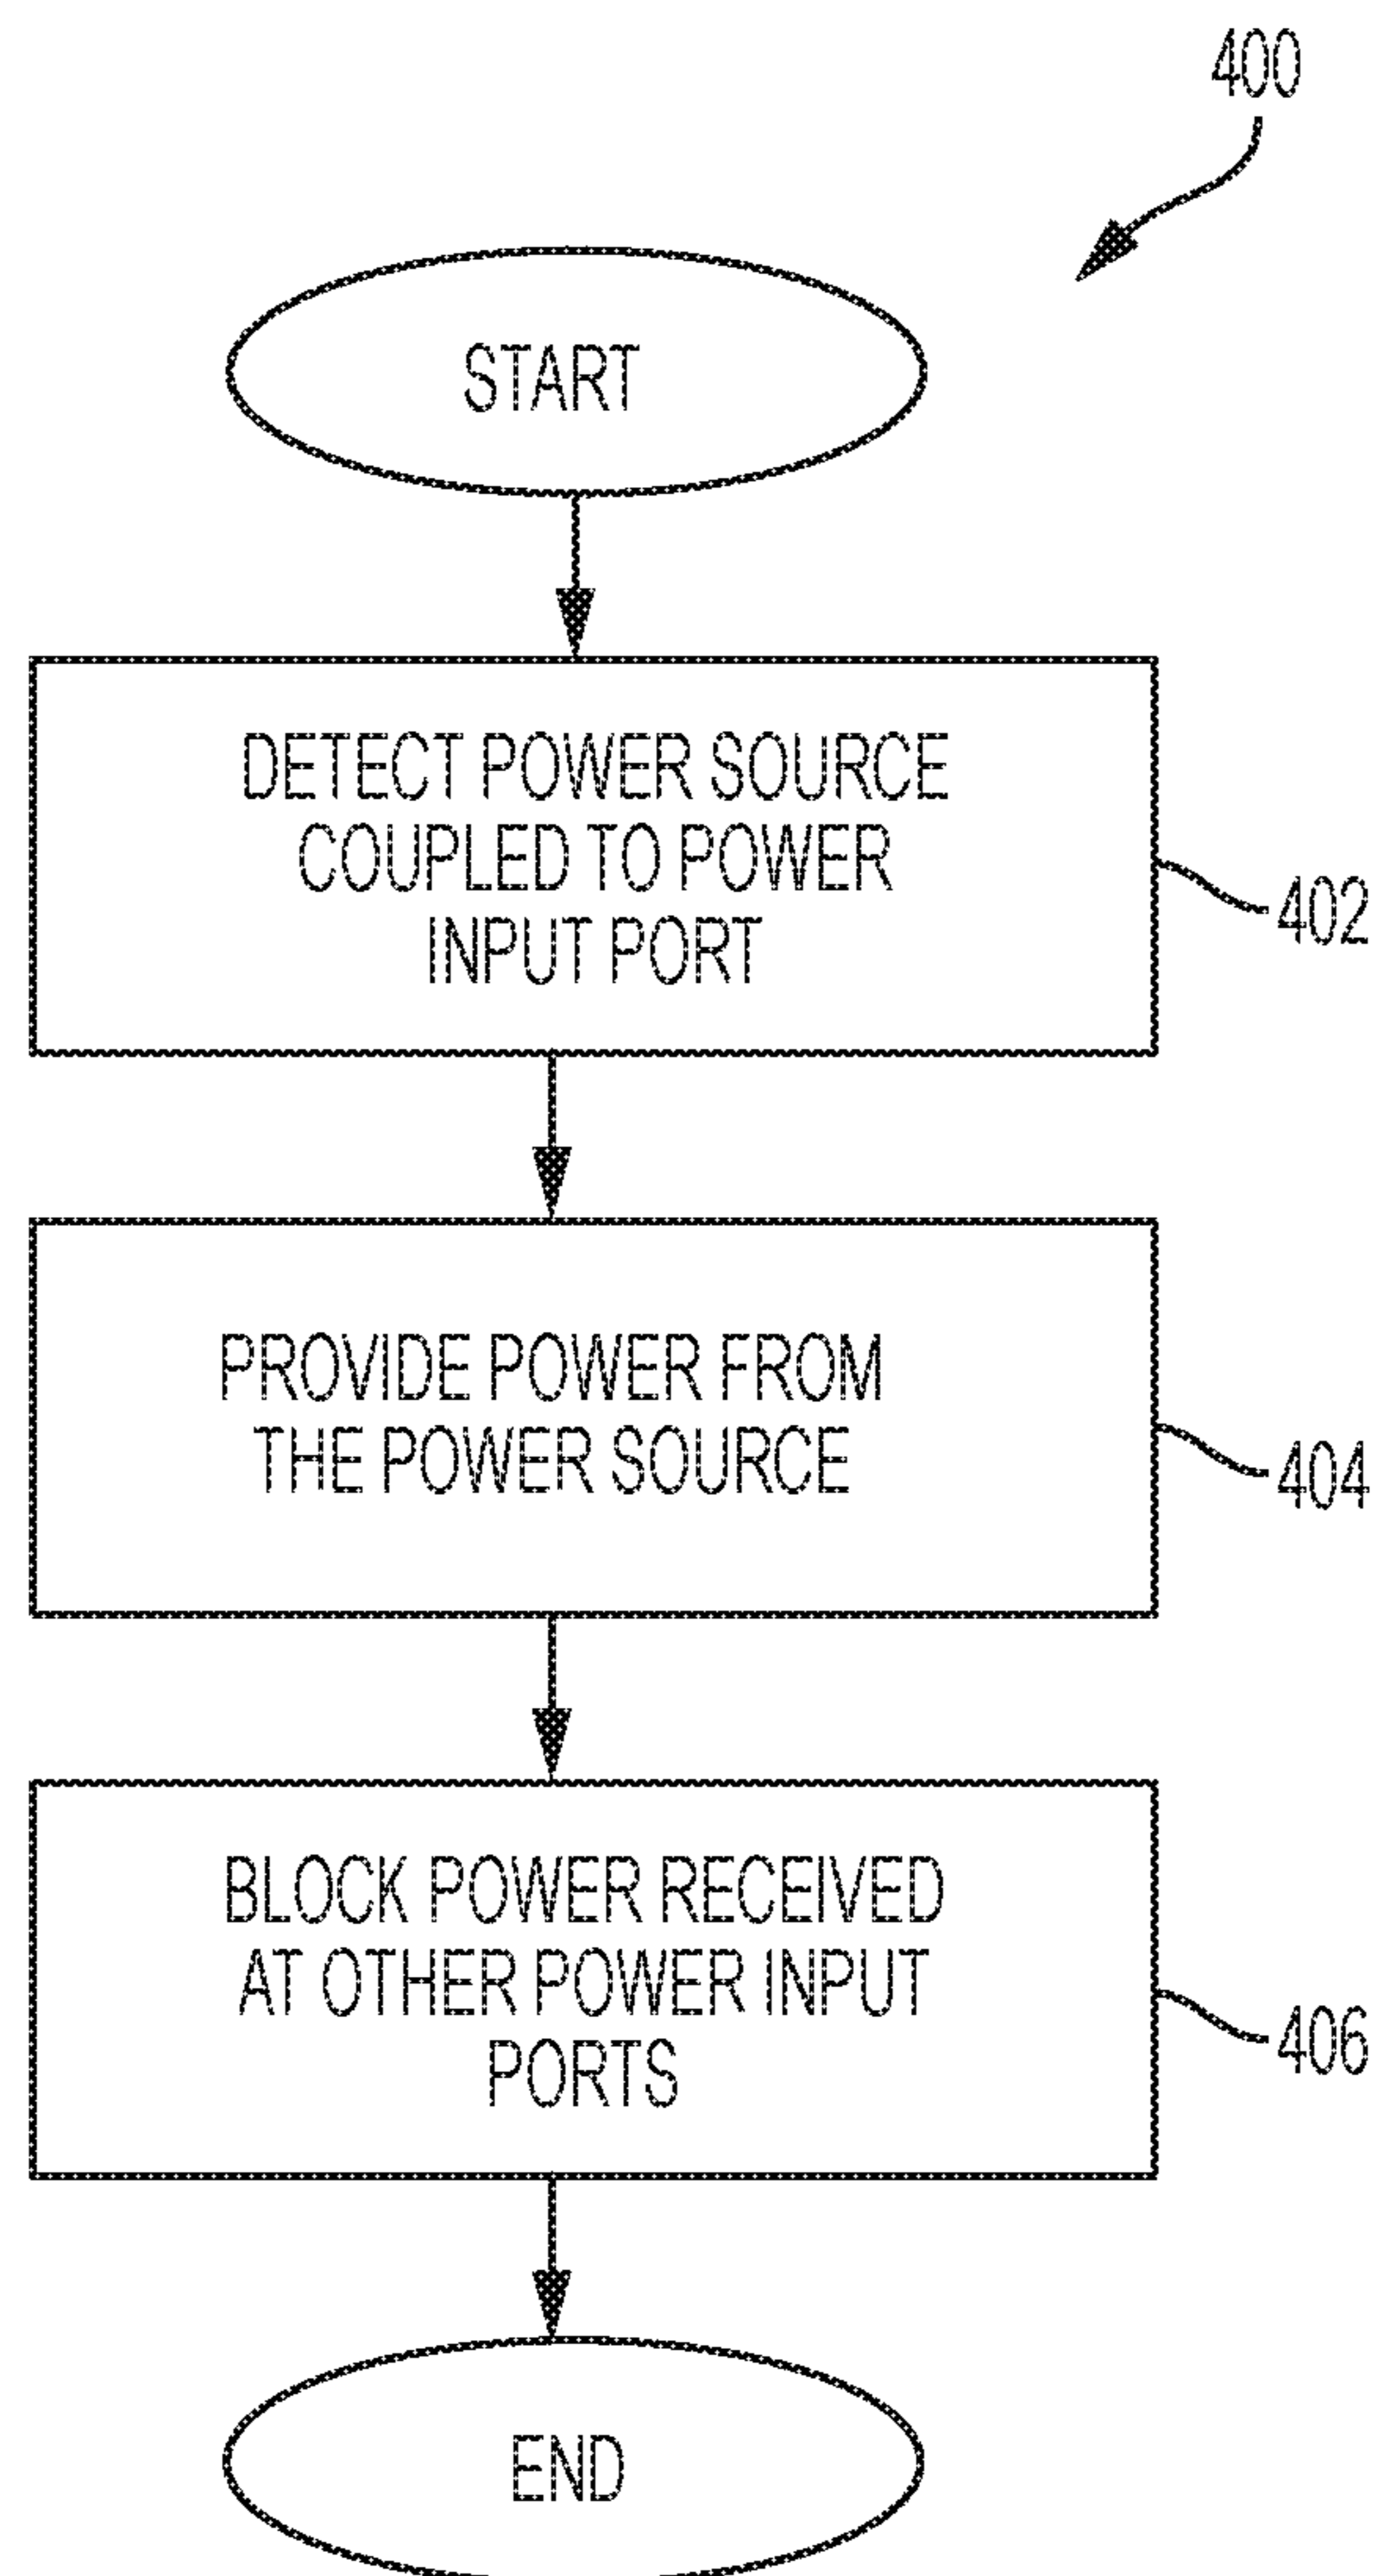 400
START
DETECT POWER SOURCE
COUPLED TO POWER
INPUT PORT
402
PROVIDE POWER FROM
THE POWER SOURCE
404
BLOCK POWER RECEIVED
AT OTHER POWER INPUT
PORTS
406
END